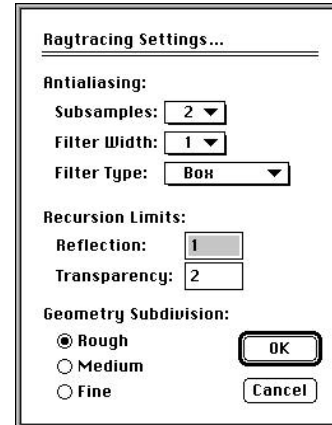 Raytracing Settings...
Antialiasing:
Subsamples: 2
Filter Width: 1
Filter Type: Box
Recursion Limits:
Reflection: 1
Transparency: 2
Geometry Subdivision:
Rough
Medium
Fine
OK
Cancel